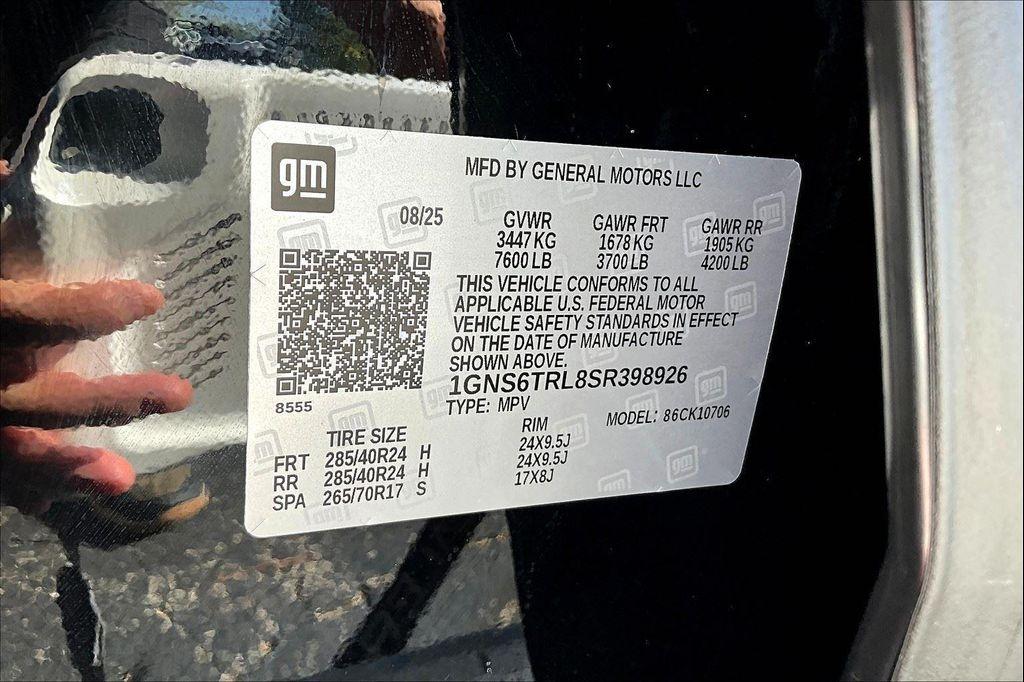 gm
MFD BY GENERAL MOTORS LLC
08/25
GVWR GAWR FRT GAWR RR
3447 KG 1678 KG 1905 KG
7600 LB 3700 LB 4200 LB
THIS VEHICLE CONFORMS TO ALL
APPLICABLE U.S. FEDERAL MOTOR
VEHICLE SAFETY STANDARDS IN EFFECT
ON THE DATE OF MANUFACTURE
SHOWN ABOVE.
1GNS6TRL8SR398926
8555
TYPE: MPV
MODEL: 86CK10706
TIRE SIZE RIM
FRT 285/40R24 H 24X9.5J
RR 285/40R24 H 24X9.5J
SPA 265/70R17 S 17X8J